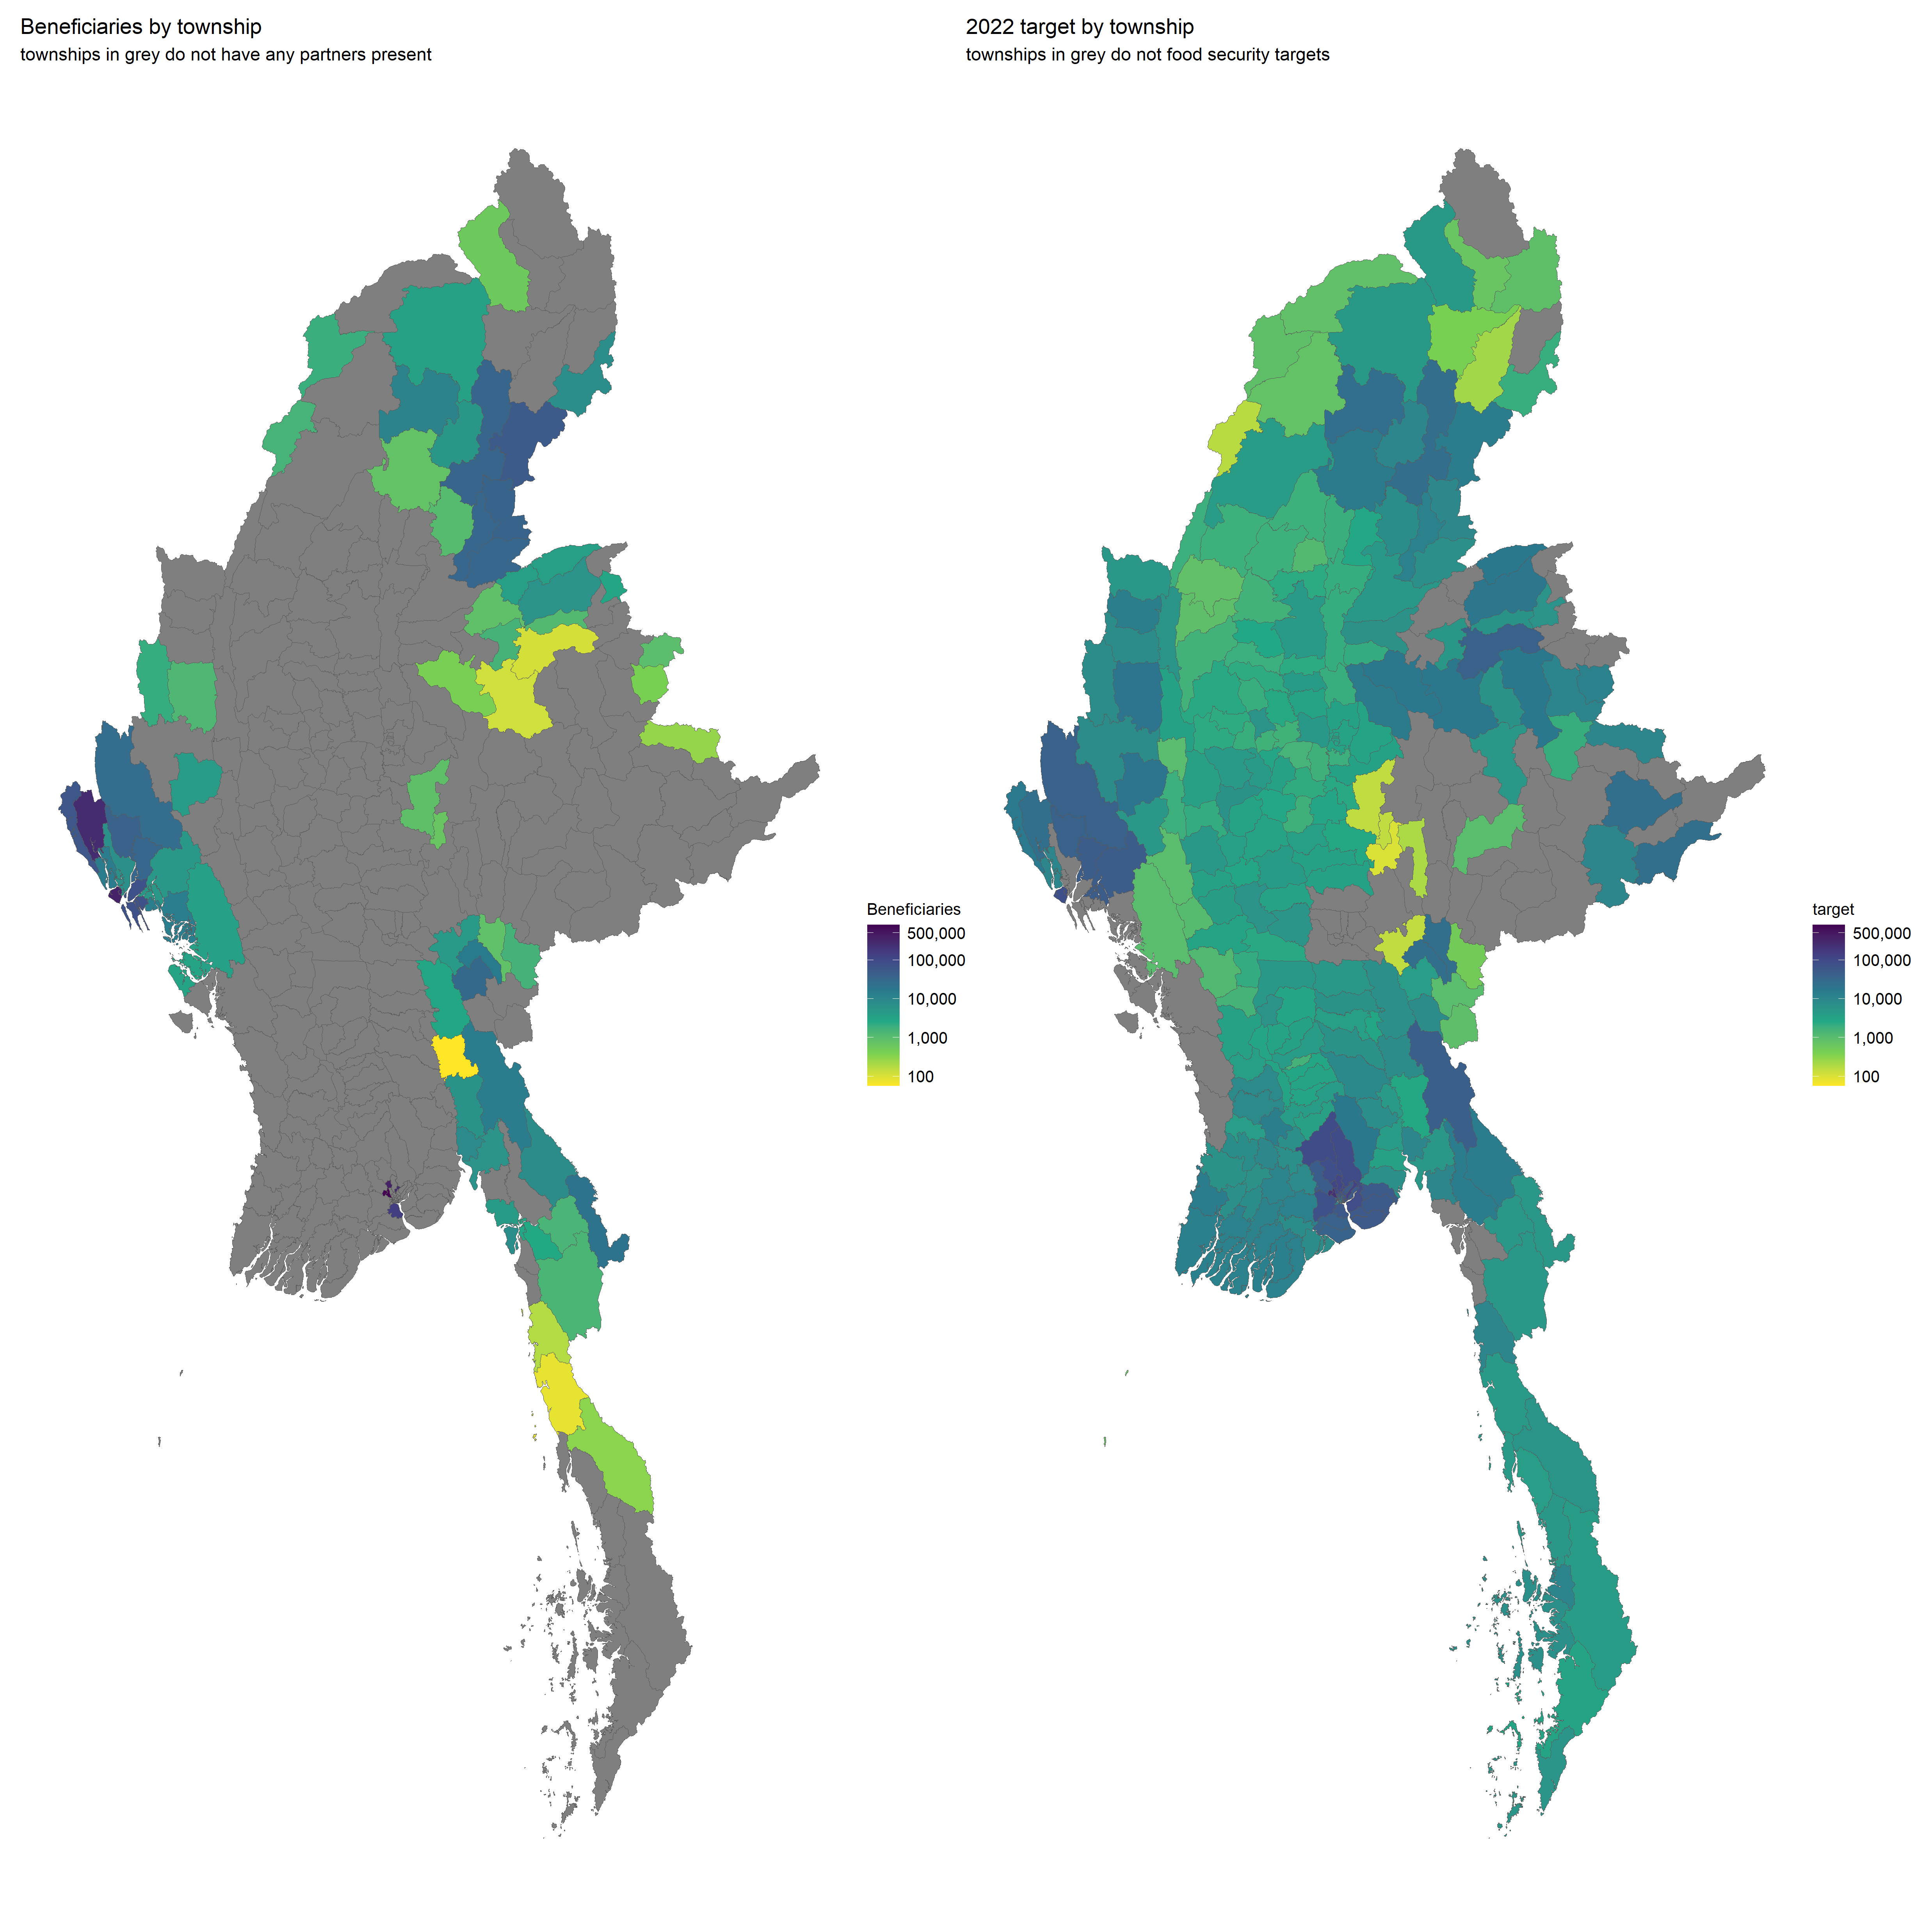 Beneficiaries by township
townships in grey do not have any partners present
Beneficiaries
500,000
100,000
10,000
1,000
100
2022 target by township
townships in grey do not food security targets
target
500,000
100,000
10,000
1,000
100